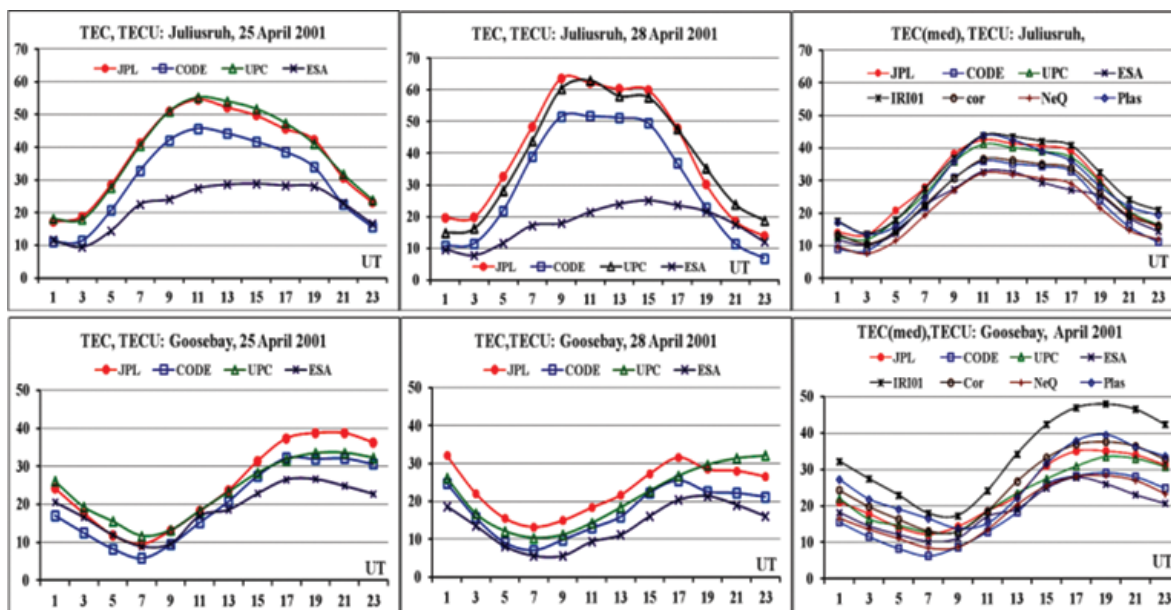 TEC, TECU: Juliusruh, 25 April 2001
70
60
50
40
30
20
10
0
JPL CODE UPC ESA
UT
1 3 5 7 9 11 13 15 17 19 21 23
TEC, TECU: Juliusruh, 28 April 2001
70
60
50
40
30
20
10
0
JPL CODE UPC ESA
UT
1 3 5 7 9 11 13 15 17 19 21 23
TEC(med), TECU: Juliusruh,
70
60
50
40
30
20
10
0
JPL CODE UPC ESA
IRI01 cor NeQ Plas
UT
1 3 5 7 9 11 13 15 17 19 21 23
TEC, TECU: Goosebay, 25 April 2001
JPL CODE UPC ESA
50
40
30
20
10
0
UT
1 3 5 7 9 11 13 15 17 19 21 23
TEC,TECU: Goosebay, 28 April 2001
JPL CODE UPC ESA
50
40
30
20
10
0
UT
1 3 5 7 9 11 13 15 17 19 21 23
TEC(med),TECU: Goosebay, April 2001
JPL CODE UPC ESA
IRI01 Cor NeQ Plas
50
40
30
20
10
0
UT
1 3 5 7 9 11 13 15 17 19 21 23